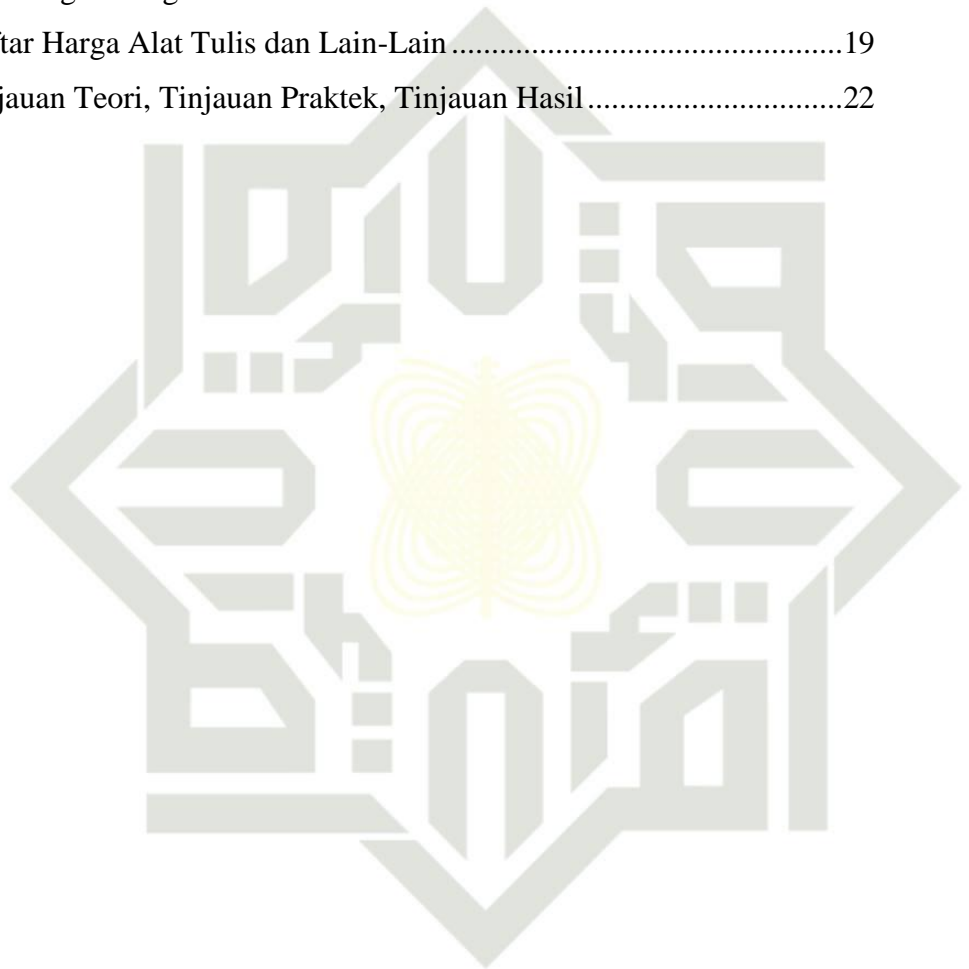 ftar Harga Alat Tulis dan Lain-Lain ................................................19
jauan Teori, Tinjauan Praktek, Tinjauan Hasil ...............................22